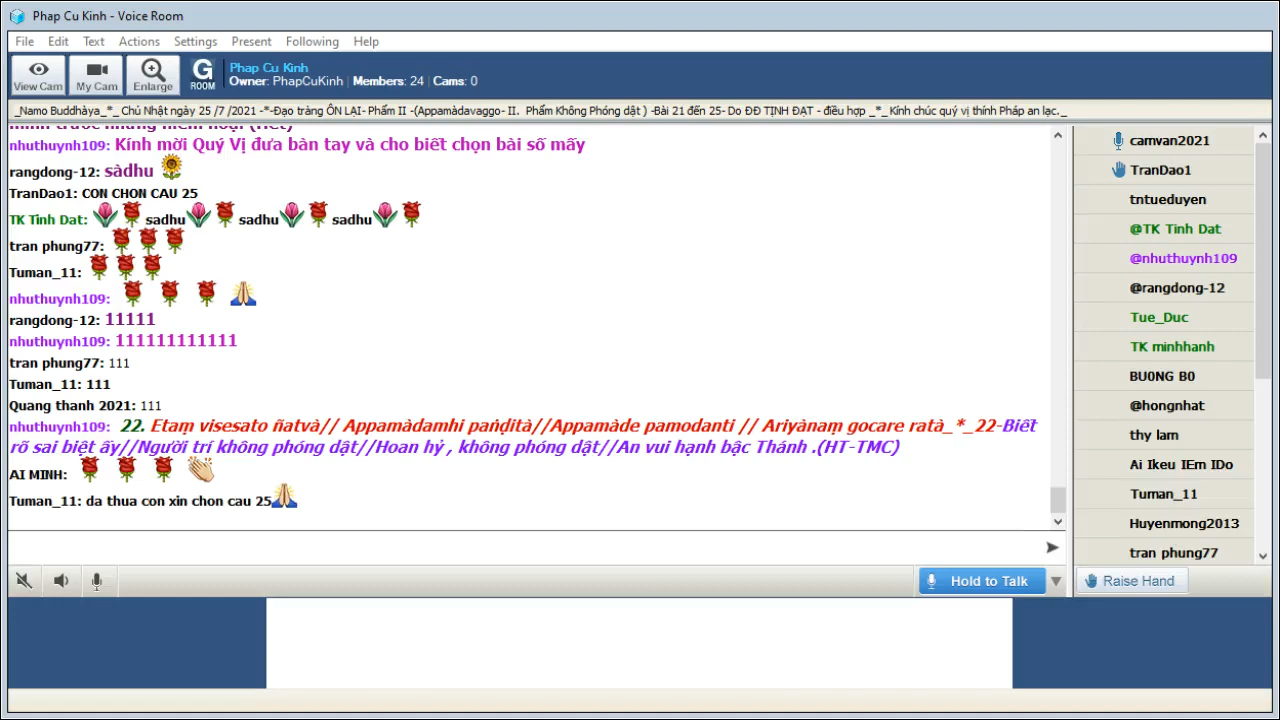 Phap Cu Kinh - Voice Room
File Edit Text Actions Settings Present Following Help
View Cam My Cam Enlarge G ROOM
Phap Cu Kinh
Owner: PhapCuKinh | Members: 24 | Cams: 0
_Namo Buddhàya_*_ Chủ Nhật ngày 25 /7 /2021 -*-Đạo tràng ÔN LẠI- Phẩm II -(Appamàdavaggo- II. Phẩm Không Phóng dật ) -Bài 21 đến 25- Do ĐĐ TỊNH ĐẠT - điều hợp _*_Kính chúc quý vị thính Pháp an lạc._
nhuthuynh109: Kính mời Quý Vị đưa bàn tay và cho biết chọn bài số mấy
rangdong-12: sàdhu
TranDao1: CON CHON CAU 25
TK Tinh Dat: sadhu sadhu sadhu
tran phung77:
Tuman_11:
nhuthuynh109:
rangdong-12: 11111
nhuthuynh109: 111111111111
tran phung77: 111
Tuman_11: 111
Quang thanh 2021: 111
nhuthuynh109: 22. Etaṃ visesato ñatvà// Appamàdamhi paṅḍità//Appamàde pamodanti // Ariyànaṃ gocare ratà_*_22-Biết
rõ sai biệt ấy//Người trí không phóng dật//Hoan hỷ , không phóng dật//An vui hạnh bậc Thánh .(HT-TMC)
AI MINH:
Tuman_11: da thua con xin chon cau 25
camvan2021
TranDao1
tntueduyen
@TK Tinh Dat
@nhuthuynh109
@rangdong-12
Tue_Duc
TK minhhanh
BU0NG B0
@hongnhat
thy lam
Ai Ikeu IEm IDo
Tuman_11
Huyenmong2013
tran phung77
Hold to Talk
Raise Hand